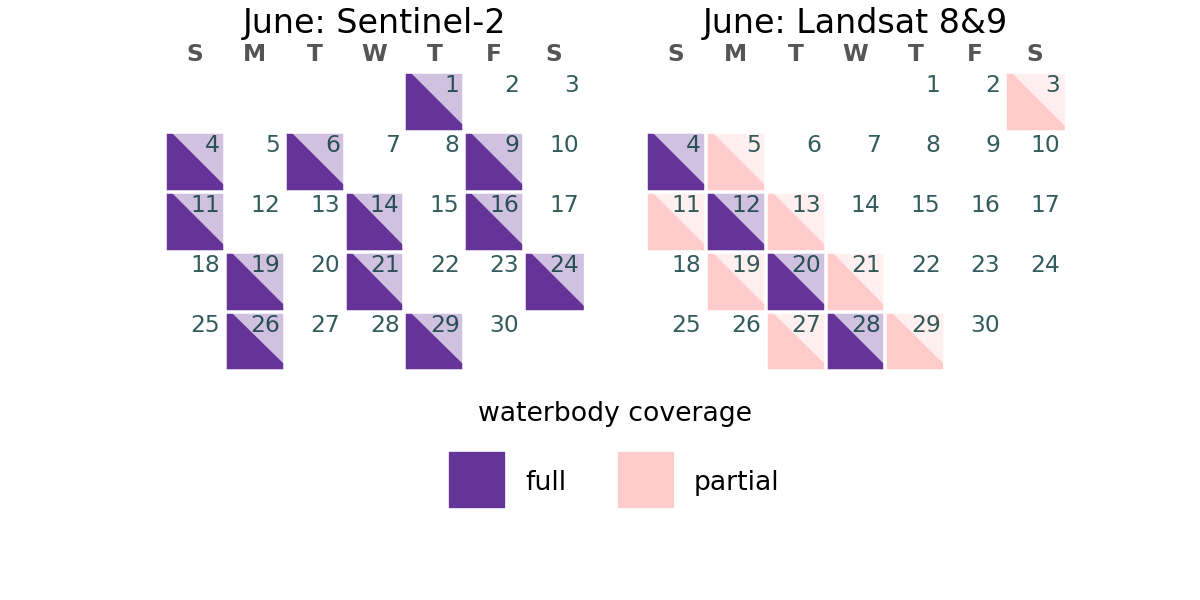 June: Sentinel-2
S M T W T F S
1 2 3
4 5 6 7 8 9 10
11 12 13 14 15 16 17
18 19 20 21 22 23 24
25 26 27 28 29 30
June: Landsat 8&9
S M T W T F S
1 2 3
4 5 6 7 8 9 10
11 12 13 14 15 16 17
18 19 20 21 22 23 24
25 26 27 28 29 30
waterbody coverage
full partial